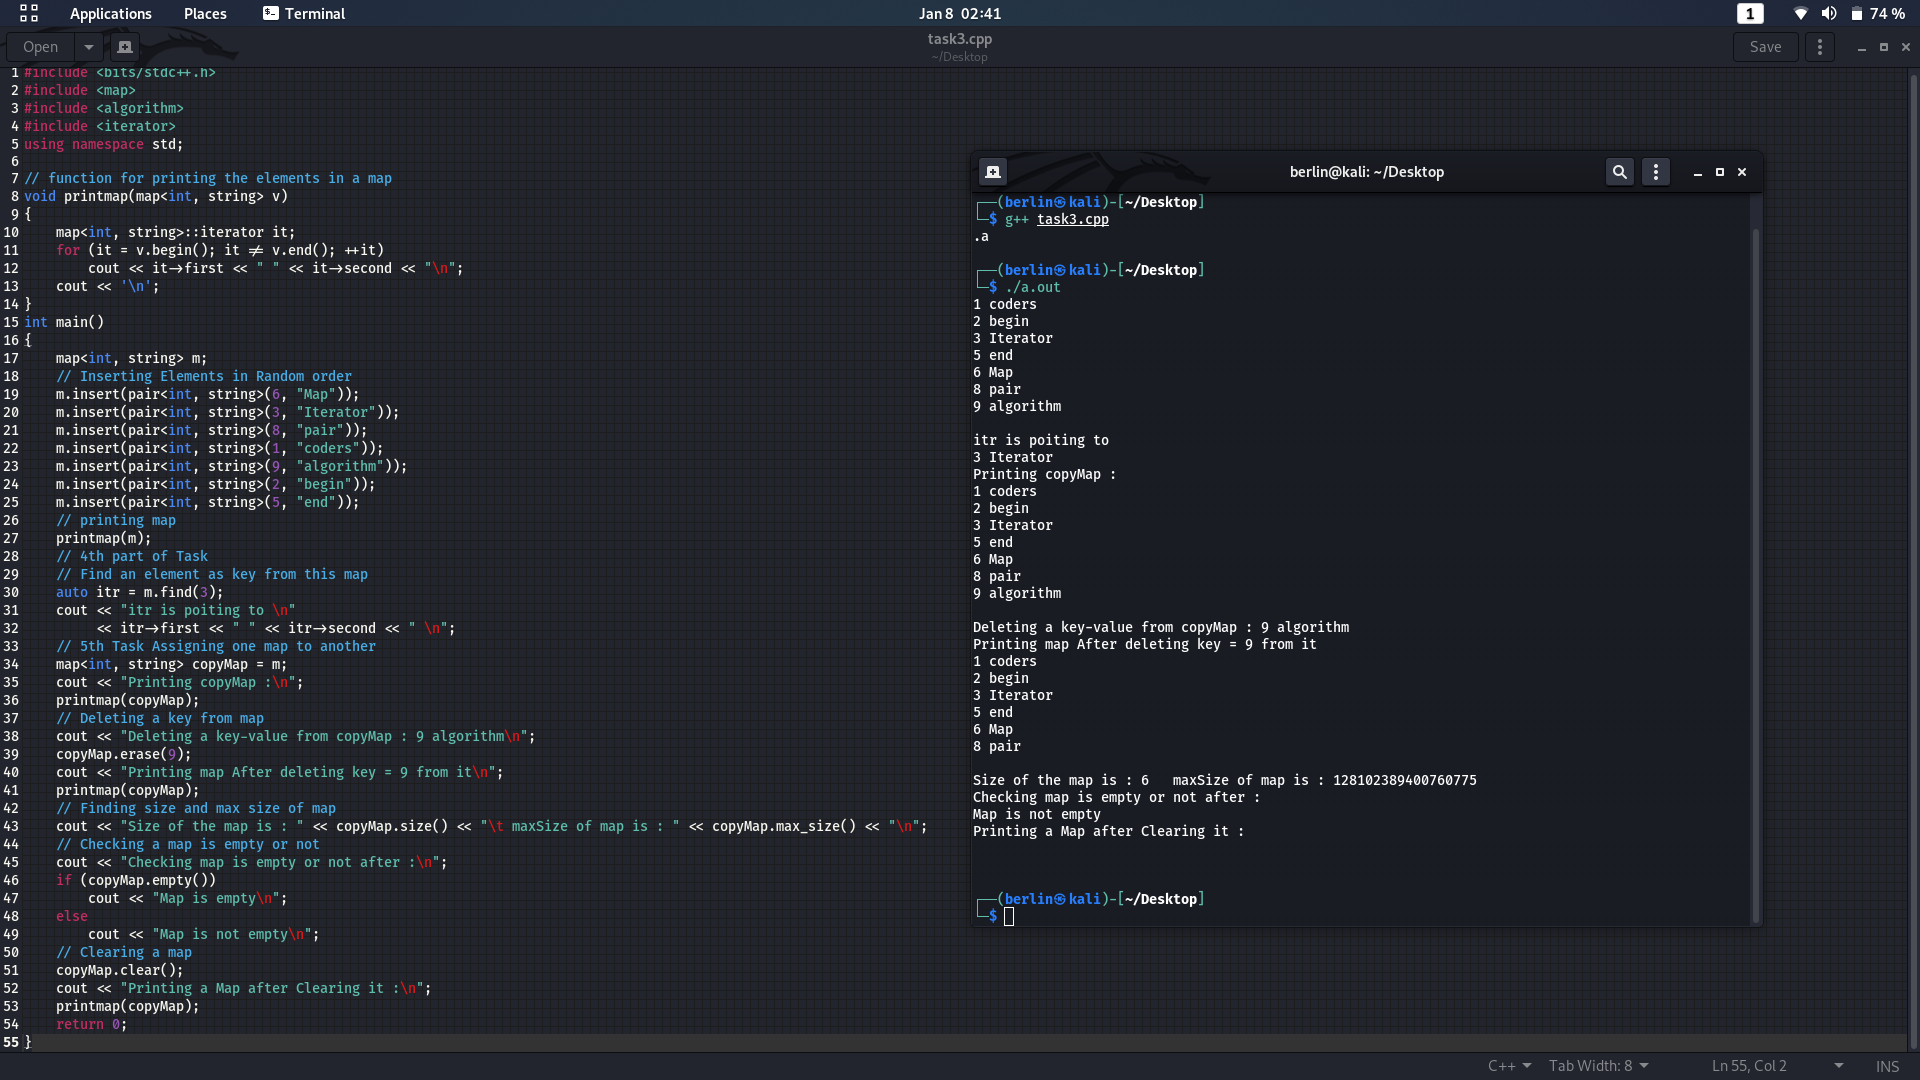 Applications Places Terminal Jan 8 02:41 1 74 %
Open task3.cpp Save
~/Desktop
1 #include <bits/stdc++.h>
2 #include <map>
3 #include <algorithm>
4 #include <iterator>
5 using namespace std;
6
7 // function for printing the elements in a map
8 void printmap(map<int, string> v)
9 {
10     map<int, string>::iterator it;
11     for (it = v.begin(); it != v.end(); ++it)
12         cout << it->first << " " << it->second << "\n";
13     cout << '\n';
14 }
15 int main()
16 {
17     map<int, string> m;
18     // Inserting Elements in Random order
19     m.insert(pair<int, string>(6, "Map"));
20     m.insert(pair<int, string>(3, "Iterator"));
21     m.insert(pair<int, string>(8, "pair"));
22     m.insert(pair<int, string>(1, "coders"));
23     m.insert(pair<int, string>(9, "algorithm"));
24     m.insert(pair<int, string>(2, "begin"));
25     m.insert(pair<int, string>(5, "end"));
26     // printing map
27     printmap(m);
28     // 4th part of Task
29     // Find an element as key from this map
30     auto itr = m.find(3);
31     cout << "itr is poiting to \n"
32          << itr->first << " " << itr->second << " \n";
33     // 5th Task Assigning one map to another
34     map<int, string> copyMap = m;
35     cout << "Printing copyMap :\n";
36     printmap(copyMap);
37     // Deleting a key from map
38     cout << "Deleting a key-value from copyMap : 9 algorithm\n";
39     copyMap.erase(9);
40     cout << "Printing map After deleting key = 9 from it\n";
41     printmap(copyMap);
42     // Finding size and max size of map
43     cout << "Size of the map is : " << copyMap.size() << "\t maxSize of map is : " << copyMap.max_size() << "\n";
44     // Checking a map is empty or not
45     cout << "Checking map is empty or not after :\n";
46     if (copyMap.empty())
47         cout << "Map is empty\n";
48     else
49         cout << "Map is not empty\n";
50     // Clearing a map
51     copyMap.clear();
52     cout << "Printing a Map after Clearing it :\n";
53     printmap(copyMap);
54     return 0;
55 }
berlin@kali: ~/Desktop
┌──(berlin㉿kali)-[~/Desktop]
└─$ g++ task3.cpp
.a
┌──(berlin㉿kali)-[~/Desktop]
└─$ ./a.out
1 coders
2 begin
3 Iterator
5 end
6 Map
8 pair
9 algorithm
itr is poiting to
3 Iterator
Printing copyMap :
1 coders
2 begin
3 Iterator
5 end
6 Map
8 pair
9 algorithm
Deleting a key-value from copyMap : 9 algorithm
Printing map After deleting key = 9 from it
1 coders
2 begin
3 Iterator
5 end
6 Map
8 pair
Size of the map is : 6   maxSize of map is : 128102389400760775
Checking map is empty or not after :
Map is not empty
Printing a Map after Clearing it :
┌──(berlin㉿kali)-[~/Desktop]
└─$
C++ Tab Width: 8 Ln 55, Col 2 INS